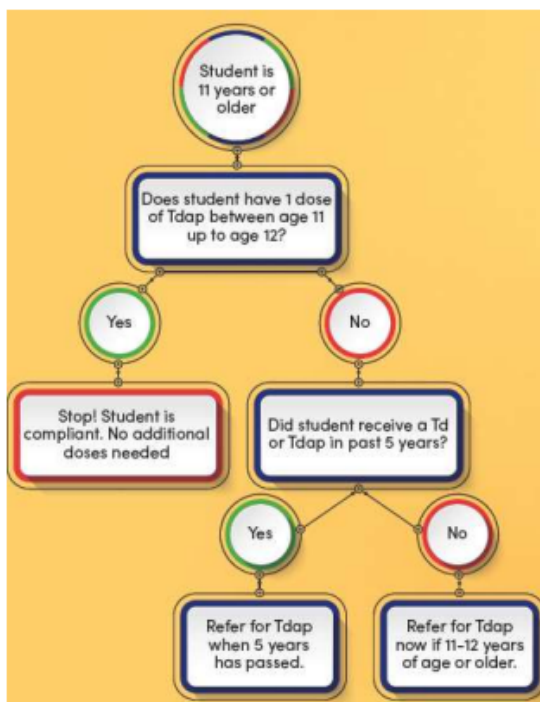 Student is
11 years or
older
Does student have 1 dose
of Tdap between age 11
up to age 12?
Yes
No
Stop! Student is
compliant. No additional
doses needed
Did student receive a Td
or Tdap in past 5 years?
Yes
No
Refer for Tdap
when 5 years
has passed.
Refer for Tdap
now if 11-12 years
of age or older.